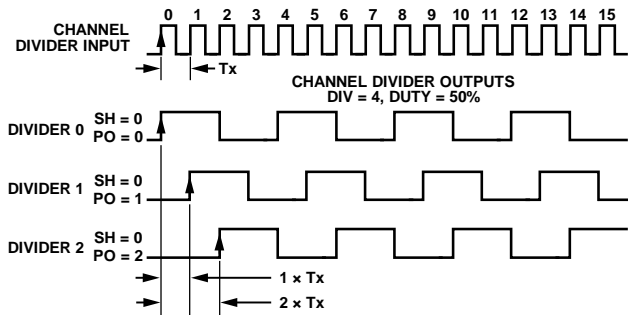 0 1 2 3 4 5 6 7 8 9 10 11 12 13 14 15
CHANNEL
DIVIDER INPUT
Tx
CHANNEL DIVIDER OUTPUTS
DIV = 4, DUTY = 50%
DIVIDER 0
SH = 0
PO = 0
DIVIDER 1
SH = 0
PO = 1
DIVIDER 2
SH = 0
PO = 2
1 × Tx
2 × Tx